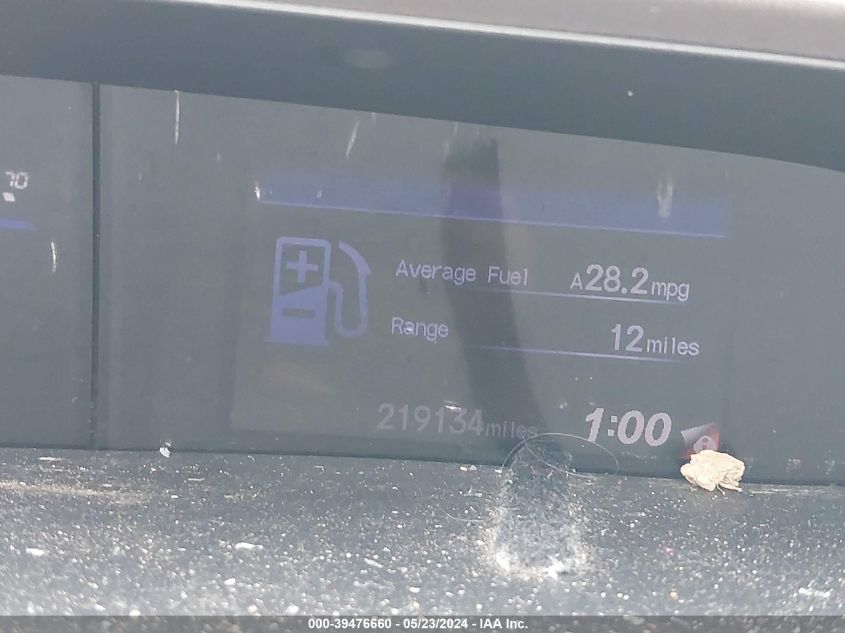 70
Average Fuel A28.2mpg
Range 12miles
219134miles 1:00
000-39476660 - 05/23/2024 - IAA Inc.